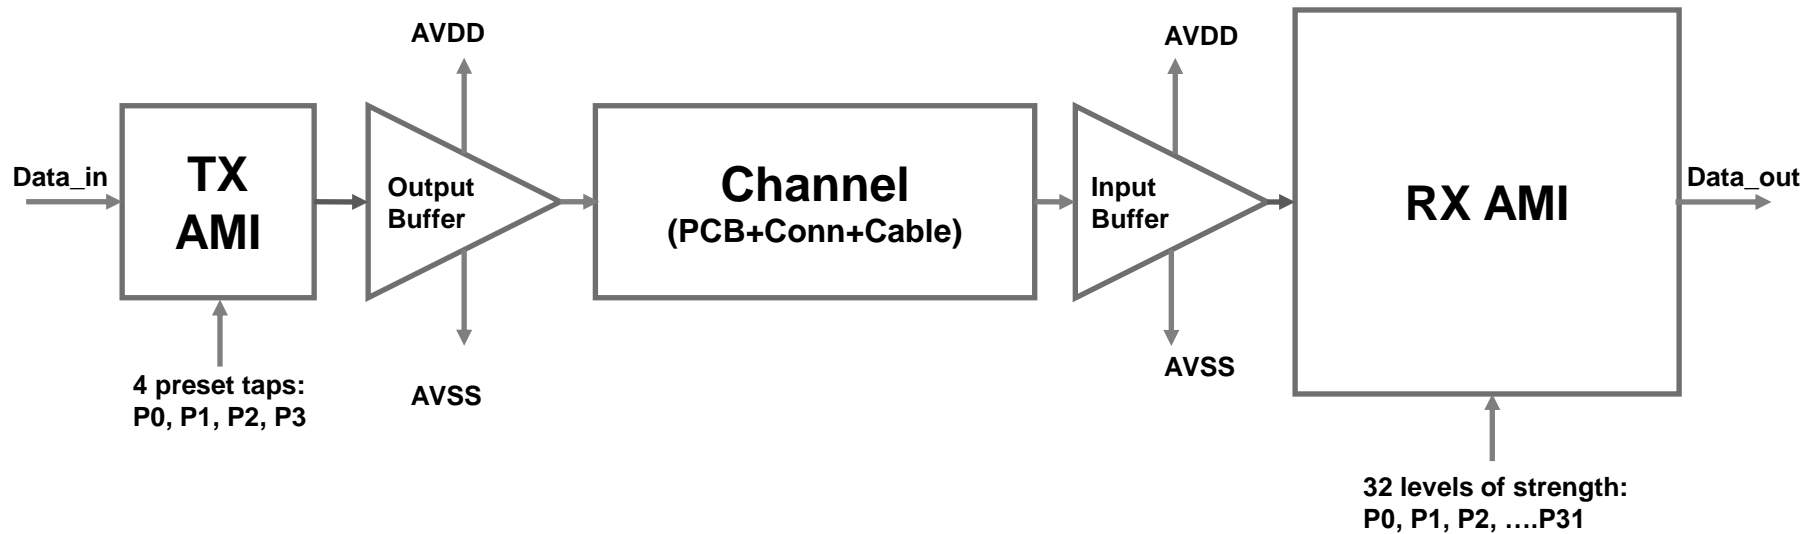 AVDD
AVDD
Data_in
TX
AMI
Output
Buffer
Channel
(PCB+Conn+Cable)
Input
Buffer
RX AMI
Data_out
4 preset taps:
P0, P1, P2, P3
AVSS
AVSS
32 levels of strength:
P0, P1, P2, ....P31